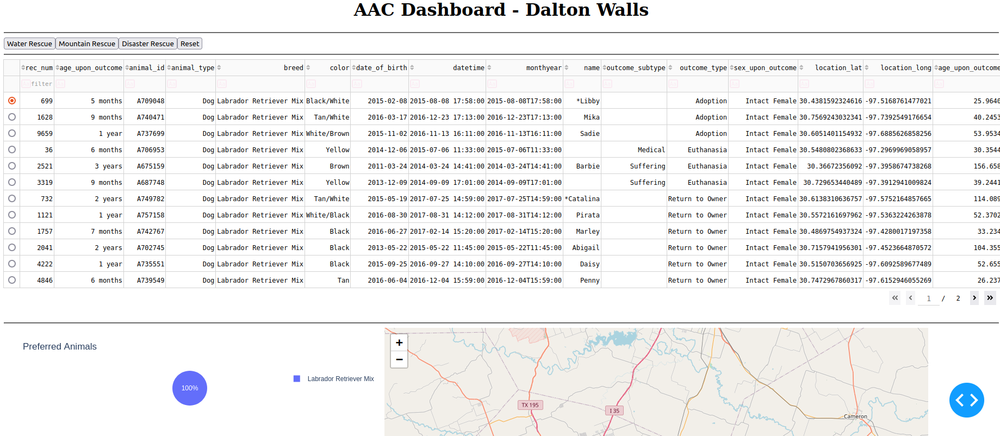 AAC Dashboard - Dalton Walls
Water Rescue Mountain Rescue Disaster Rescue Reset
rec_num age_upon_outcome animal_id animal_type breed color date_of_birth datetime monthyear name outcome_subtype outcome_type sex_upon_outcome location_lat location_long age_upon_outcome
Aa filter Aa Aa Aa Aa Aa Aa Aa Aa Aa Aa Aa Aa Aa Aa Aa
699 5 months A709048 Dog Labrador Retriever Mix Black/White 2015-02-08 2015-08-08 17:58:00 2015-08-08T17:58:00 *Libby Adoption Intact Female 30.4381592324616 -97.5168761477021 25.9640
1628 9 months A740471 Dog Labrador Retriever Mix Tan/White 2016-03-17 2016-12-23 17:13:00 2016-12-23T17:13:00 Mika Adoption Intact Female 30.7569243032341 -97.7392549176654 40.2453
9659 1 year A737699 Dog Labrador Retriever Mix White/Brown 2015-11-02 2016-11-13 16:11:00 2016-11-13T16:11:00 Sadie Adoption Intact Female 30.6051401154932 -97.6885626858256 53.9534
36 6 months A706953 Dog Labrador Retriever Mix Yellow 2014-12-06 2015-07-06 11:33:00 2015-07-06T11:33:00 Medical Euthanasia Intact Female 30.5480802368633 -97.2969969058957 30.3544
2521 3 years A675159 Dog Labrador Retriever Mix Brown 2011-03-24 2014-03-24 14:41:00 2014-03-24T14:41:00 Barbie Suffering Euthanasia Intact Female 30.36672356092 -97.3958674738268 156.658
3319 9 months A687748 Dog Labrador Retriever Mix Yellow 2013-12-09 2014-09-09 17:01:00 2014-09-09T17:01:00 Suffering Euthanasia Intact Female 30.729653440489 -97.3912941009824 39.2441
732 2 years A749782 Dog Labrador Retriever Mix Tan/White 2015-05-19 2017-07-25 14:59:00 2017-07-25T14:59:00 *Catalina Return to Owner Intact Female 30.6138310636757 -97.5752164857665 114.089
1121 1 year A757158 Dog Labrador Retriever Mix White/Black 2016-08-30 2017-08-31 14:12:00 2017-08-31T14:12:00 Pirata Return to Owner Intact Female 30.5572161697962 -97.5363224263878 52.3702
1757 7 months A742767 Dog Labrador Retriever Mix Black 2016-06-27 2017-02-14 15:20:00 2017-02-14T15:20:00 Marley Return to Owner Intact Female 30.4869754937324 -97.4280017197358 33.234
2041 2 years A702745 Dog Labrador Retriever Mix Black 2013-05-22 2015-05-22 11:45:00 2015-05-22T11:45:00 Abigail Return to Owner Intact Female 30.7157941956301 -97.4523664870572 104.355
4222 1 year A735551 Dog Labrador Retriever Mix Black 2015-09-25 2016-09-27 14:10:00 2016-09-27T14:10:00 Daisy Return to Owner Intact Female 30.5150703656925 -97.6092589677489 52.655
4846 6 months A739549 Dog Labrador Retriever Mix Tan 2016-06-04 2016-12-04 15:59:00 2016-12-04T15:59:00 Penny Return to Owner Intact Female 30.7472967860317 -97.6152946055269 26.237
1 / 2
Preferred Animals
100%
Labrador Retriever Mix
+
−
TX 195
I 35
Cameron